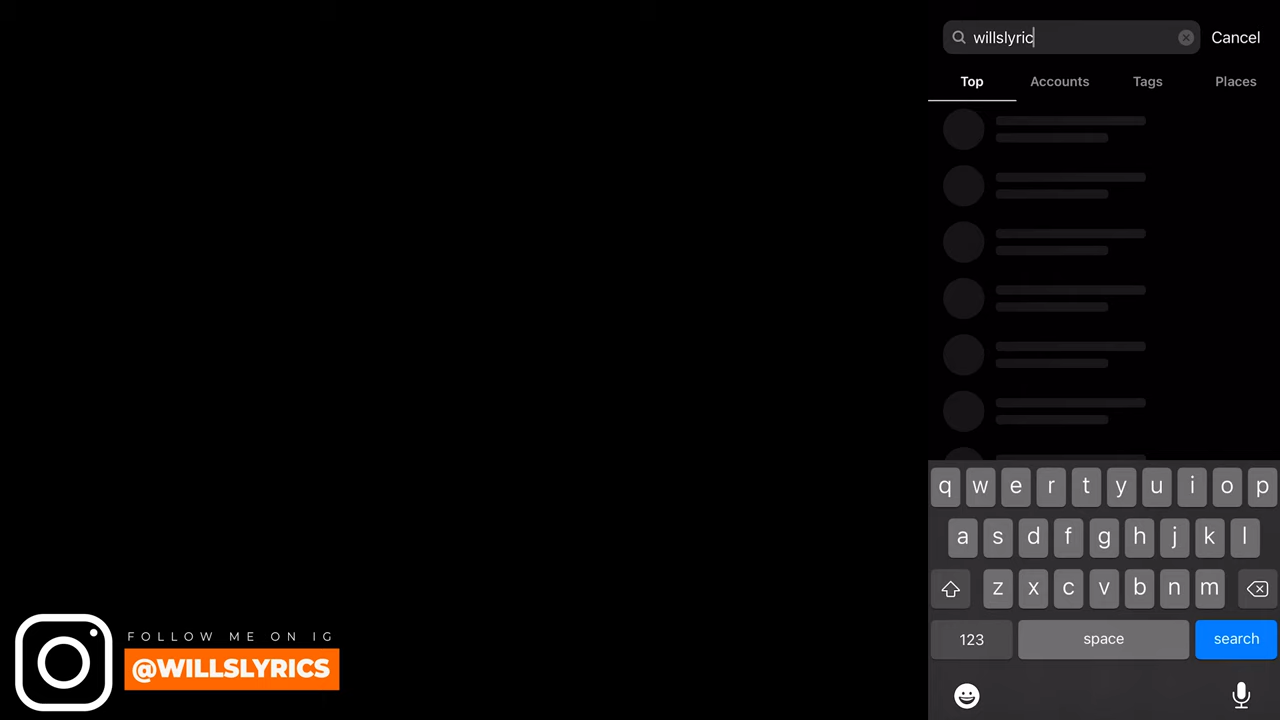 willslyric
Cancel
Top Accounts Tags Places
q w e r t y u i o p
a s d f g h j k l
z x c v b n m
123 space search
FOLLOW ME ON IG
@WILLSLYRICS